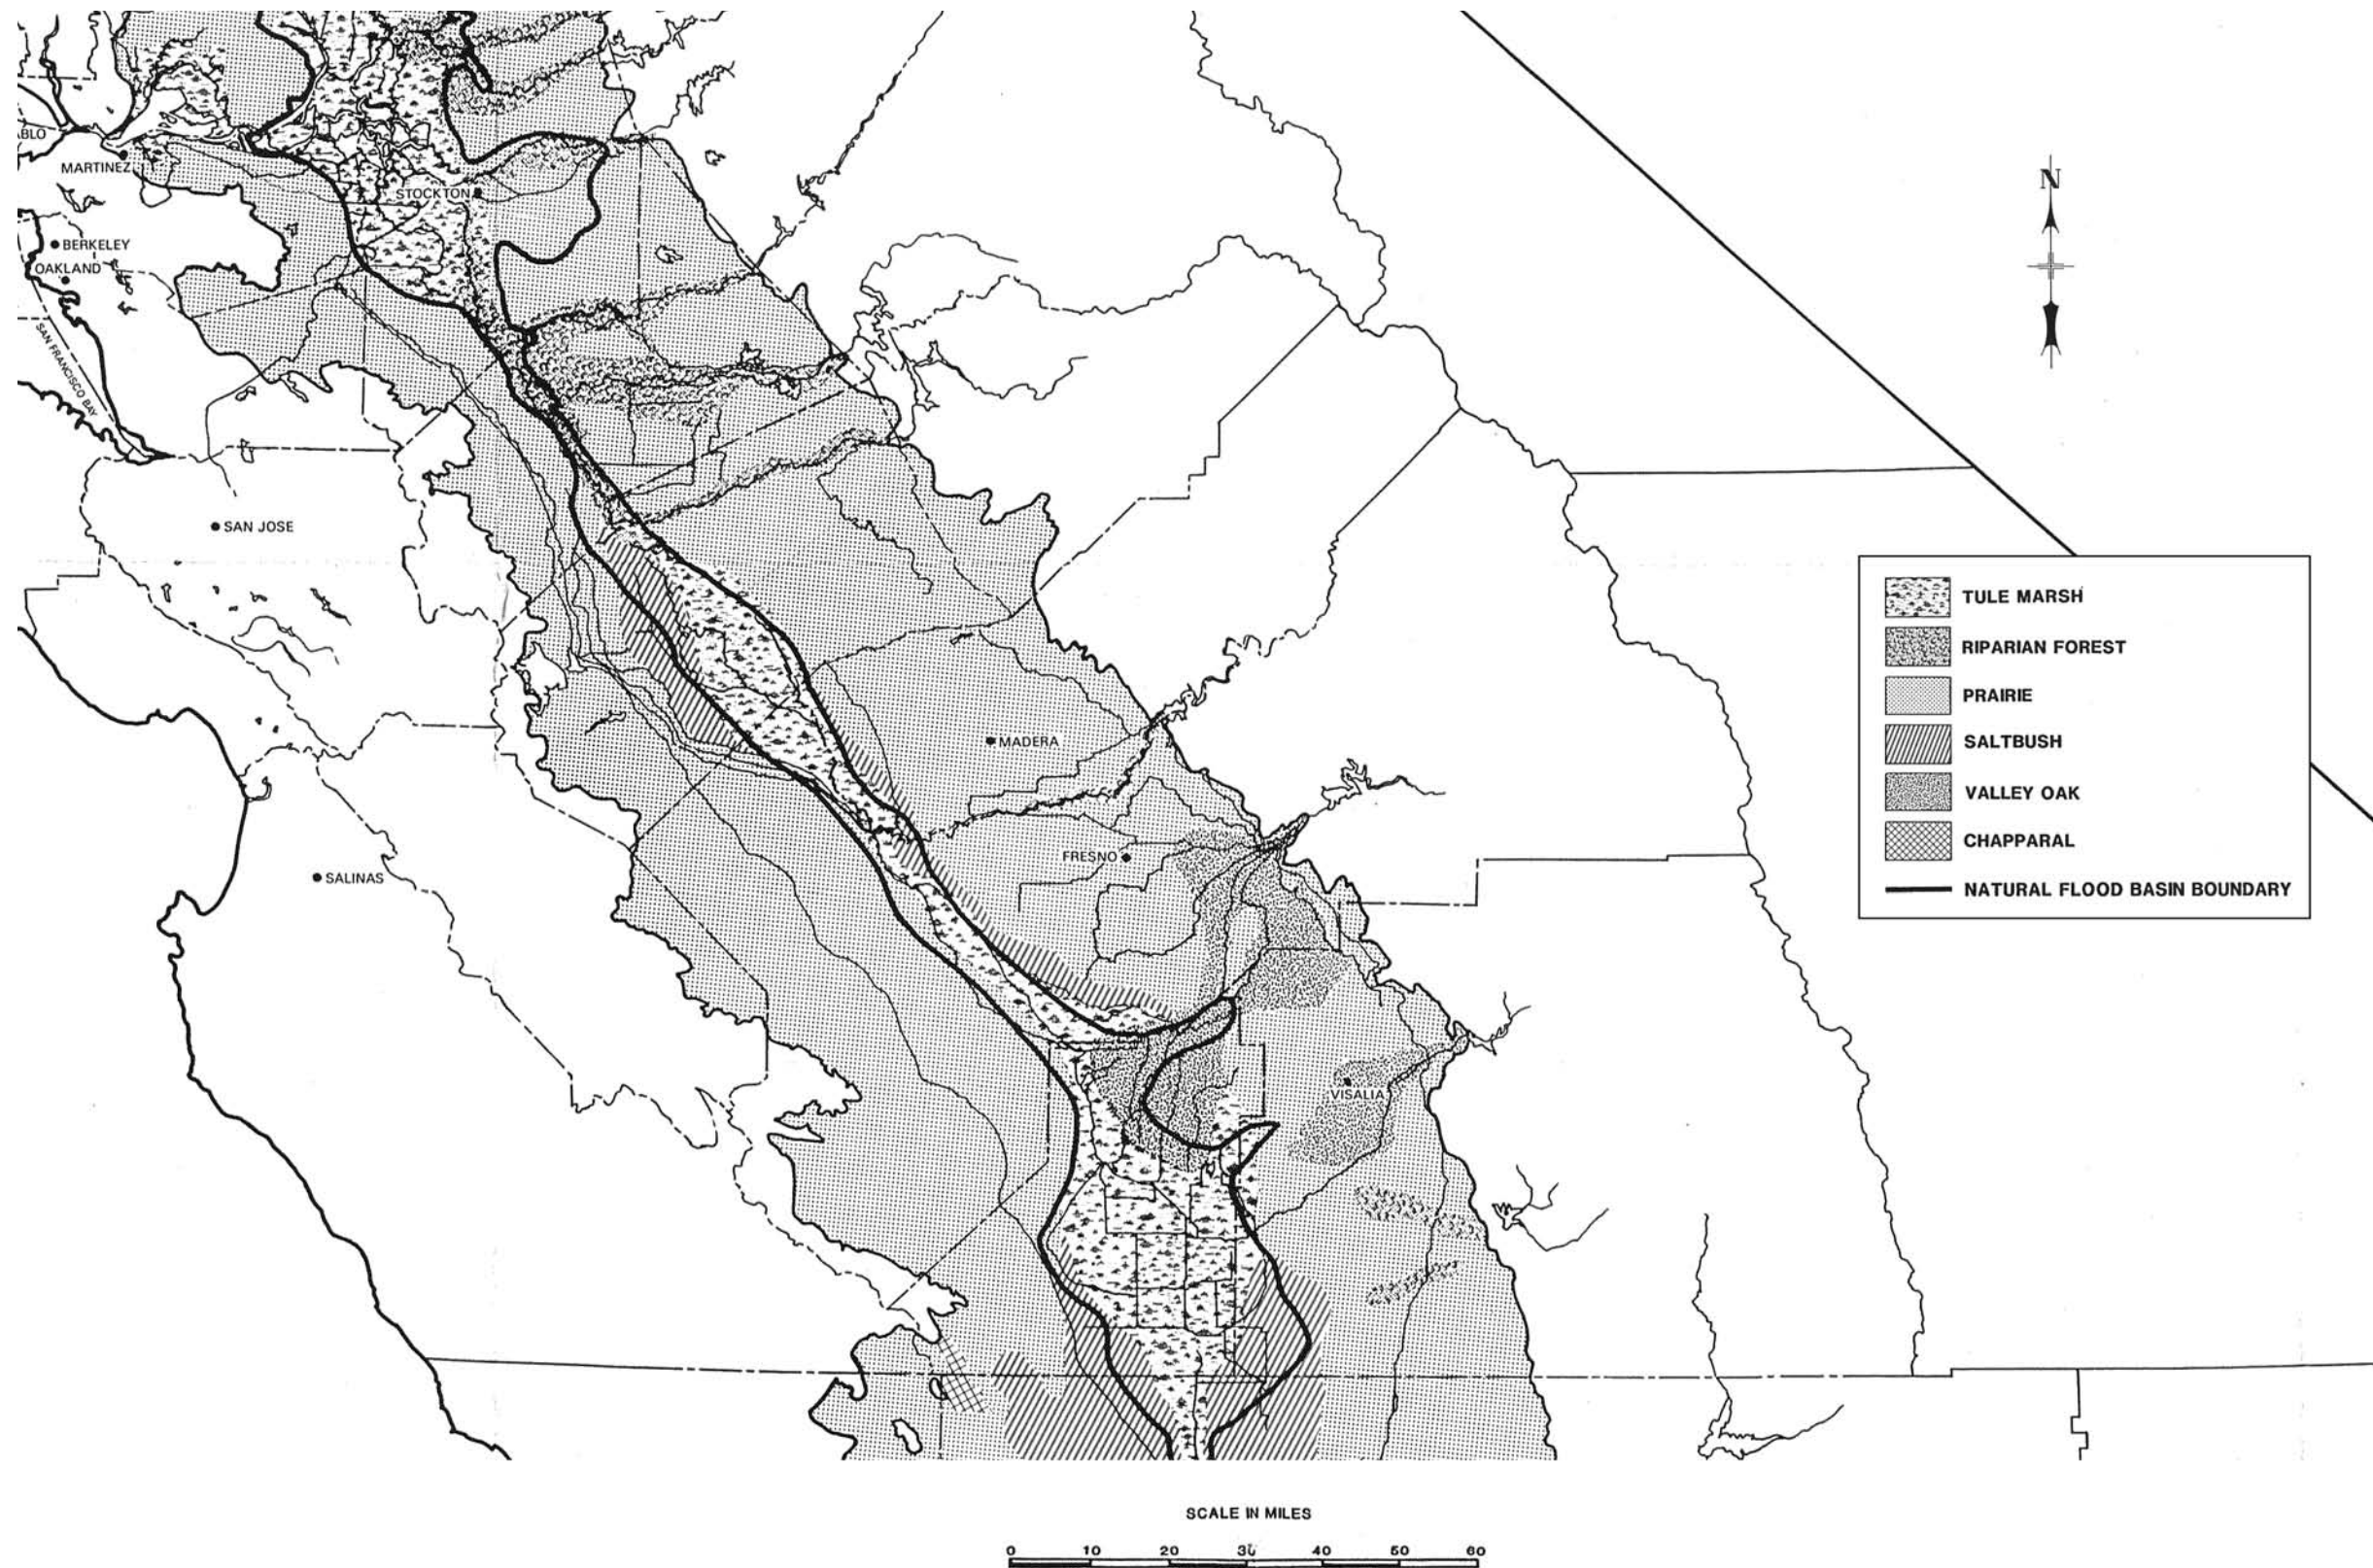 ABLO
MARTINEZ
STOCKTON
BERKELEY
OAKLAND
SAN FRANCISCO BAY
SAN JOSE
SALINAS
MADERA
FRESNO
VISALIA
N
TULE MARSH
RIPARIAN FOREST
PRAIRIE
SALTBUSH
VALLEY OAK
CHAPPARAL
NATURAL FLOOD BASIN BOUNDARY
SCALE IN MILES
0 10 20 30 40 50 60